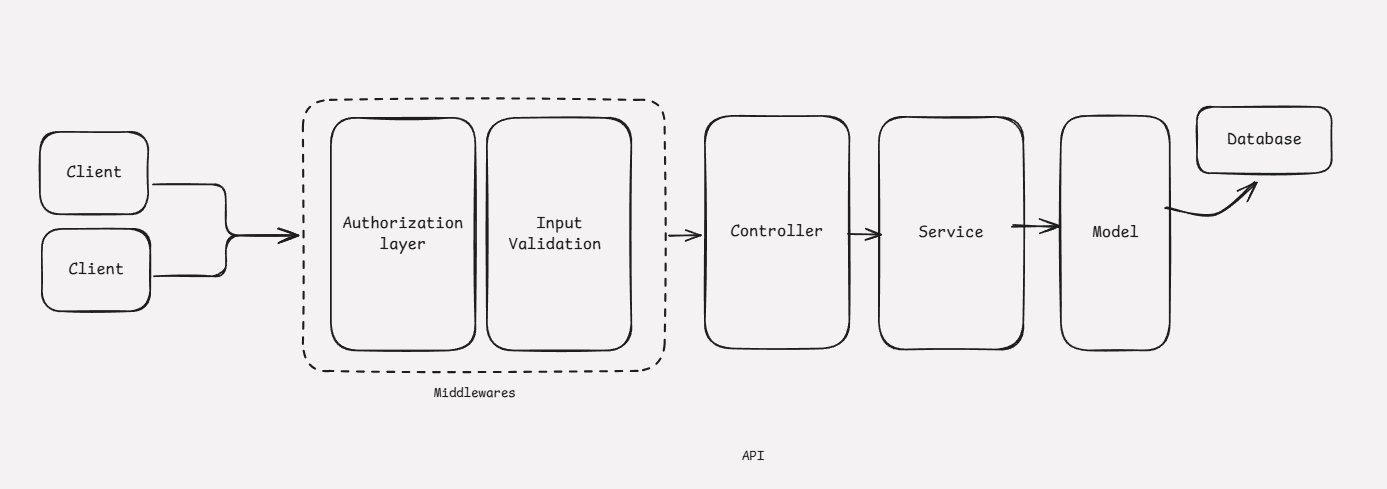 Client
Client
Authorization
layer
Input
Validation
Middlewares
Controller
Service
Model
Database
API